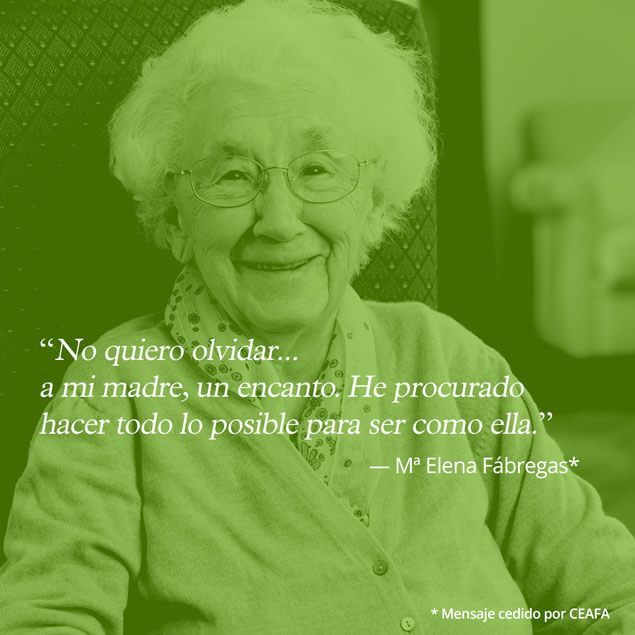 “No quiero olvidar...
a mi madre, un encanto. He procurado
hacer todo lo posible para ser como ella.”
— Mª Elena Fábregas*
* Mensaje cedido por CEAFA